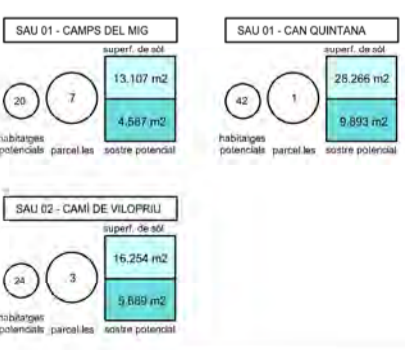 SAU 01 - CAMPS DEL MIG
superf. de sól
13.107 m2
20
7
4.587 m2
habitatges
potencials parcel.les sostre potencial
SAU 01 - CAN QUINTANA
superf. de sól
28.266 m2
42
1
9.893 m2
habitatges
potencials parcel.les sostre potencial
SAU 02 - CAMÍ DE VILOPRIU
superf. de sól
16.254 m2
24
3
5.689 m2
habitatges
potencials parcel.les sostre potencial